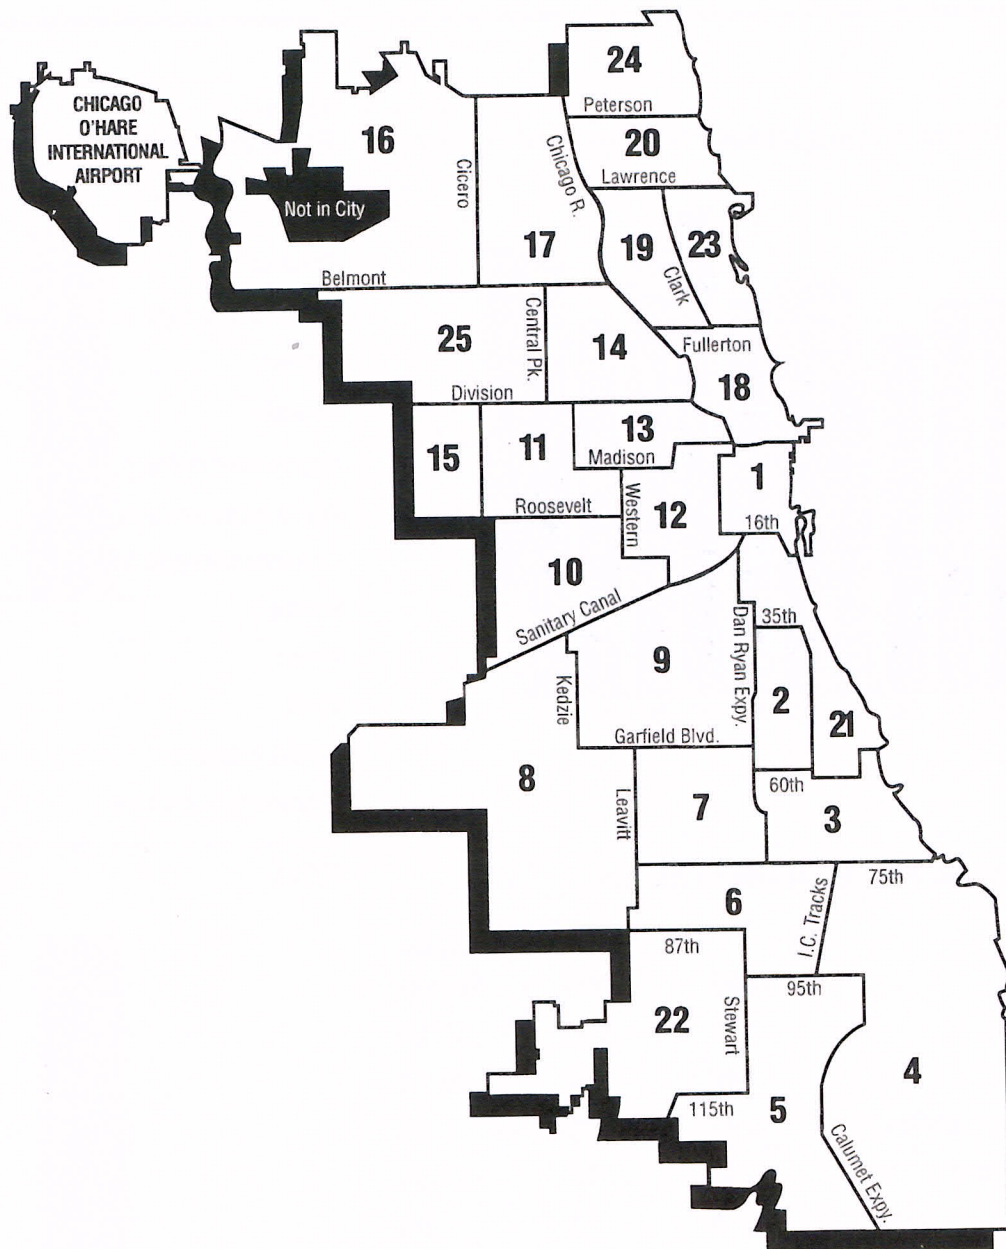 24
Peterson
CHICAGO
O'HARE
INTERNATIONAL
AIRPORT
16
Cicero
Chicago R.
20
Lawrence
Not in City
17
19
Clark
23
Belmont
25
Central Pk.
14
Fullerton
18
Division
15
11
13
Madison
1
Roosevelt
Western
12
16th
10
Sanitary Canal
35th
9
Dan Ryan Expy.
2
21
Kedzie
Garfield Blvd.
8
Leavitt
7
60th
3
6
I.C. Tracks
75th
87th
95th
22
Stewart
4
115th
5
Calumet Expy.